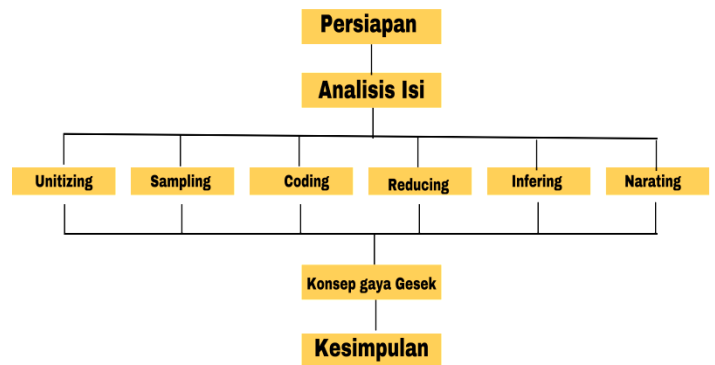 Persiapan
Analisis Isi
Unitizing
Sampling
Coding
Reducing
Infering
Narating
Konsep gaya Gesek
Kesimpulan